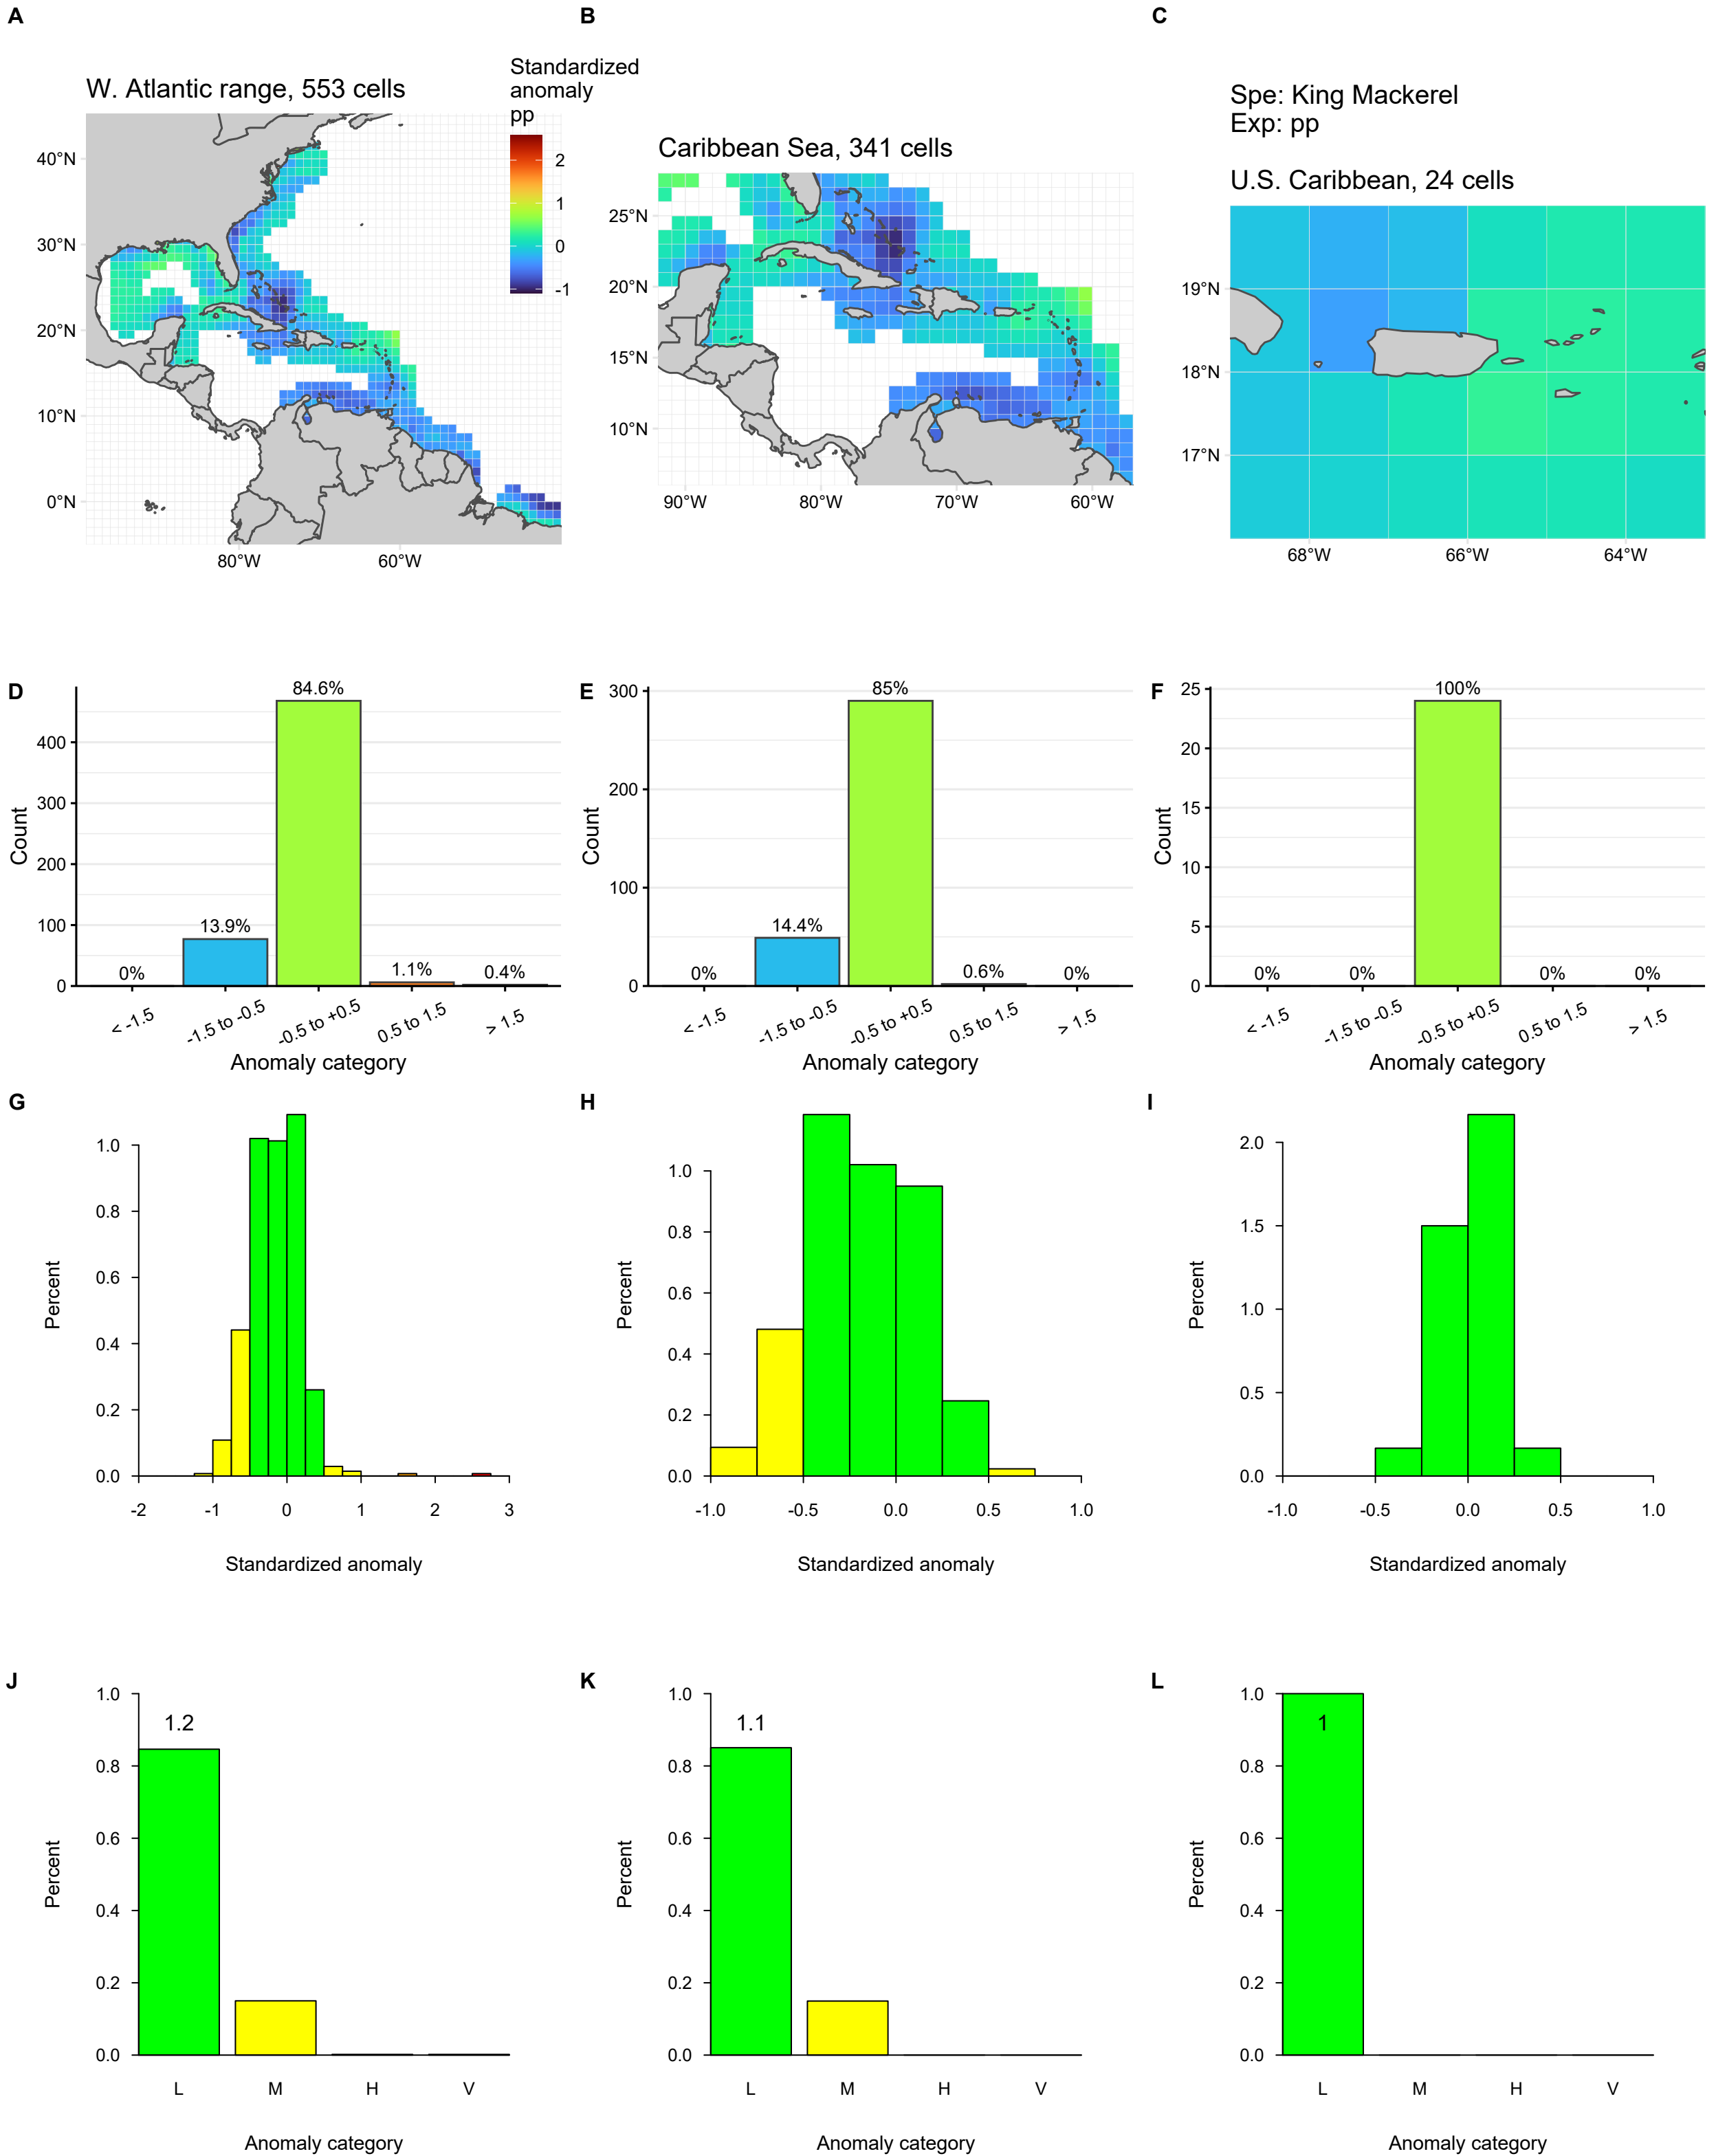 A
B
C
W. Atlantic range, 553 cells
Standardized
anomaly
pp
2
1
0
-1
40°N
30°N
20°N
10°N
0°N
80°W
60°W
Caribbean Sea, 341 cells
25°N
20°N
15°N
10°N
90°W
80°W
70°W
60°W
Spe: King Mackerel
Exp: pp
U.S. Caribbean, 24 cells
19°N
18°N
17°N
68°W
66°W
64°W
D
Count
400
300
200
100
0
0%
13.9%
84.6%
1.1%
0.4%
< -1.5
-1.5 to -0.5
-0.5 to +0.5
0.5 to 1.5
> 1.5
Anomaly category
E
Count
300
200
100
0
0%
14.4%
85%
0.6%
0%
< -1.5
-1.5 to -0.5
-0.5 to +0.5
0.5 to 1.5
> 1.5
Anomaly category
F
Count
25
20
15
10
5
0
0%
0%
100%
0%
0%
< -1.5
-1.5 to -0.5
-0.5 to +0.5
0.5 to 1.5
> 1.5
Anomaly category
G
Percent
1.0
0.8
0.6
0.4
0.2
0.0
-2
-1
0
1
2
3
Standardized anomaly
H
Percent
1.0
0.8
0.6
0.4
0.2
0.0
-1.0
-0.5
0.0
0.5
1.0
Standardized anomaly
I
Percent
2.0
1.5
1.0
0.5
0.0
-1.0
-0.5
0.0
0.5
1.0
Standardized anomaly
J
Percent
1.0
0.8
0.6
0.4
0.2
0.0
1.2
L
M
H
V
Anomaly category
K
Percent
1.0
0.8
0.6
0.4
0.2
0.0
1.1
L
M
H
V
Anomaly category
L
Percent
1.0
0.8
0.6
0.4
0.2
0.0
1
L
M
H
V
Anomaly category